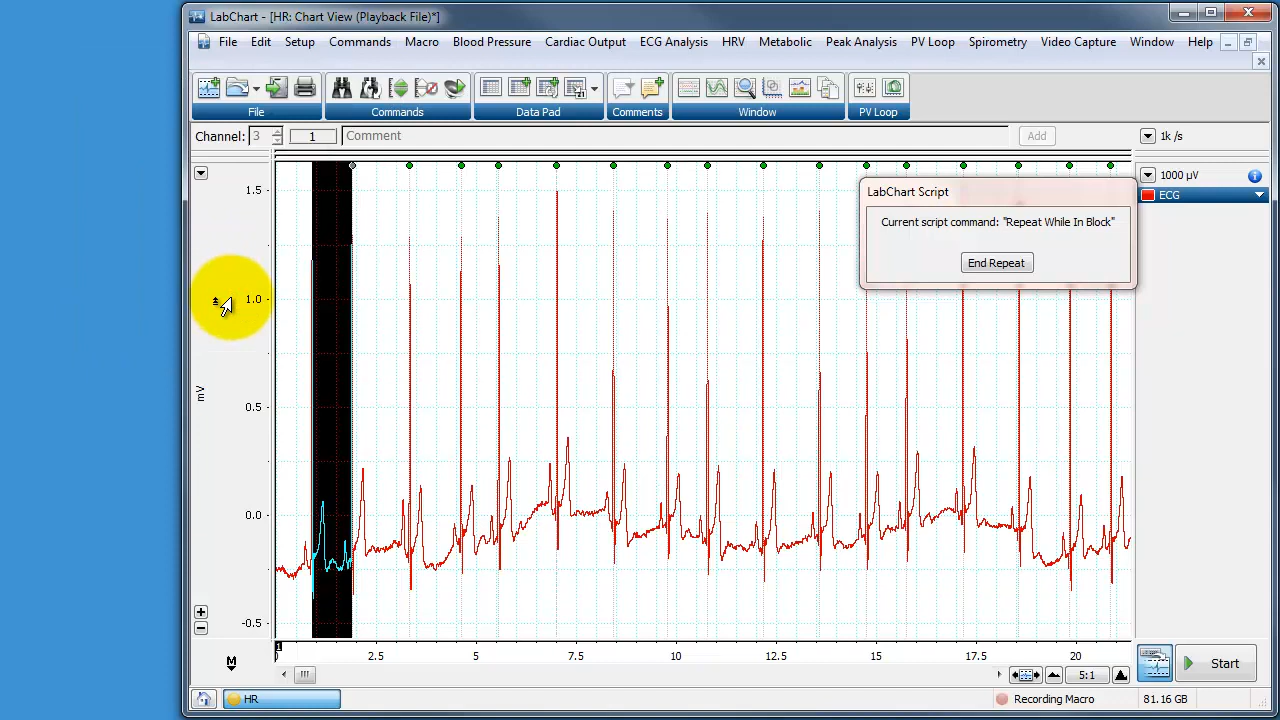 LabChart - [HR: Chart View (Playback File)*]
File Edit Setup Commands Macro Blood Pressure Cardiac Output ECG Analysis HRV Metabolic Peak Analysis PV Loop Spirometry Video Capture Window Help
File Commands Data Pad Comments Window PV Loop
Channel: 3 1 Comment Add 1k /s
1000 µV
ECG
LabChart Script
Current script command: "Repeat While In Block"
End Repeat
1.5
1.0
0.5
0.0
-0.5
mV
1
2.5 5 7.5 10 12.5 15 17.5 20
M
5:1
Start
HR
Recording Macro
81.16 GB